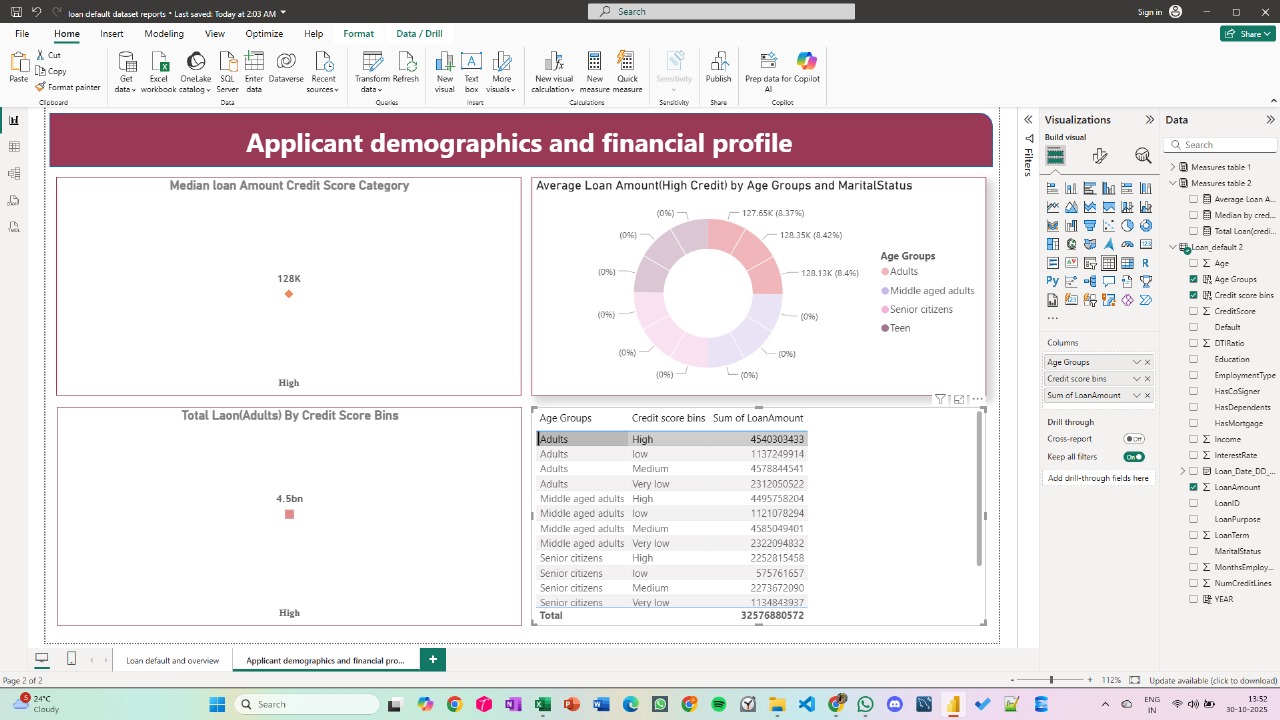 loan default dataset reports • Last saved: Today at 2:03 AM
Search
Sign in
File Home Insert Modeling View Optimize Help Format Table / Drill
Share
Paste
Cut
Copy
Format painter
Get data
Excel workbook
OneLake catalog
SQL Server
Enter data
Dataverse
Recent sources
Transform data
Refresh
New visual
Text box
More visuals
New visual calculation
New measure
Quick measure
Sensitivity
Publish
Prep data for AI
Copilot
Clipboard
Data
Queries
Insert
Calculations
Sensitivity
Share
Copilot
Applicant demographics and financial profile
Median loan Amount Credit Score Category
128K
High
Average Loan Amount(High Credit) by Age Groups and MaritalStatus
127.65K (8.37%)
128.35K (8.42%)
128.13K (8.4%)
(0%)
(0%)
(0%)
(0%)
(0%)
(0%)
(0%)
(0%)
(0%)
Age Groups
Adults
Middle aged adults
Senior citizens
Teen
Total Laon(Adults) By Credit Score Bins
4.5bn
High
Age Groups Credit score bins Sum of LoanAmount
Adults High 4540303433
Adults low 1137249914
Adults Medium 4578844541
Adults Very low 2312050522
Middle aged adults High 4495758204
Middle aged adults low 1121078294
Middle aged adults Medium 4585049401
Middle aged adults Very low 2322094832
Senior citizens High 2252815458
Senior citizens low 575761657
Senior citizens Medium 2273672090
Senior citizens Very low 1134843937
Total 32576880572
Filters
Visualizations
Build visual
Columns
Age Groups
Credit score bins
Sum of LoanAmount
Drill through
Cross-report Off
Keep all filters On
Add drill-through fields here
Data
Search
Measures table 1
Measures table 2
Average Loan A...
Median by cred...
Total Loan(credi...
Loan_default 2
Age
Age Groups
Credit score bins
CreditScore
Default
DTIRatio
Education
EmploymentType
HasCoSigner
HasDependents
HasMortgage
Income
InterestRate
Loan_Date_DD_...
LoanAmount
LoanID
LoanPurpose
LoanTerm
MaritalStatus
MonthsEmploy...
NumCreditLines
YEAR
Loan default and overview
Applicant demographics and financial pro...
Page 2 of 2
112%
Update available (click to download)
5
24°C
Cloudy
Search
ENG
IN
13:52
30-10-2025